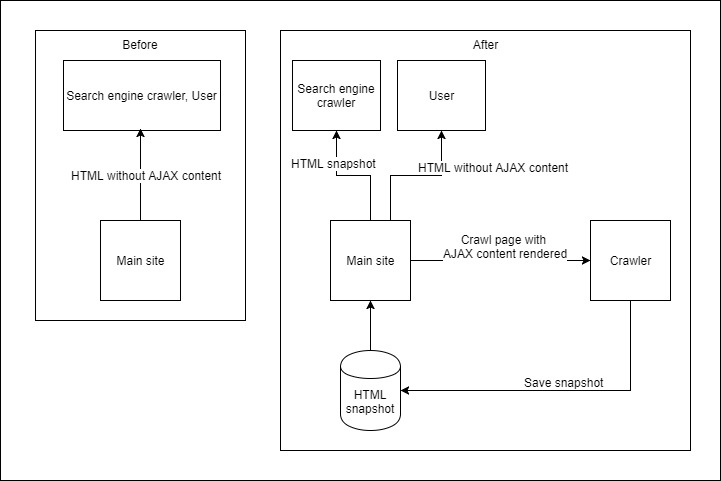 Before
Search engine crawler, User
HTML without AJAX content
Main site
After
Search engine
crawler
User
HTML snapshot
HTML without AJAX content
Main site
Crawl page with
AJAX content rendered
Crawler
HTML
snapshot
Save snapshot